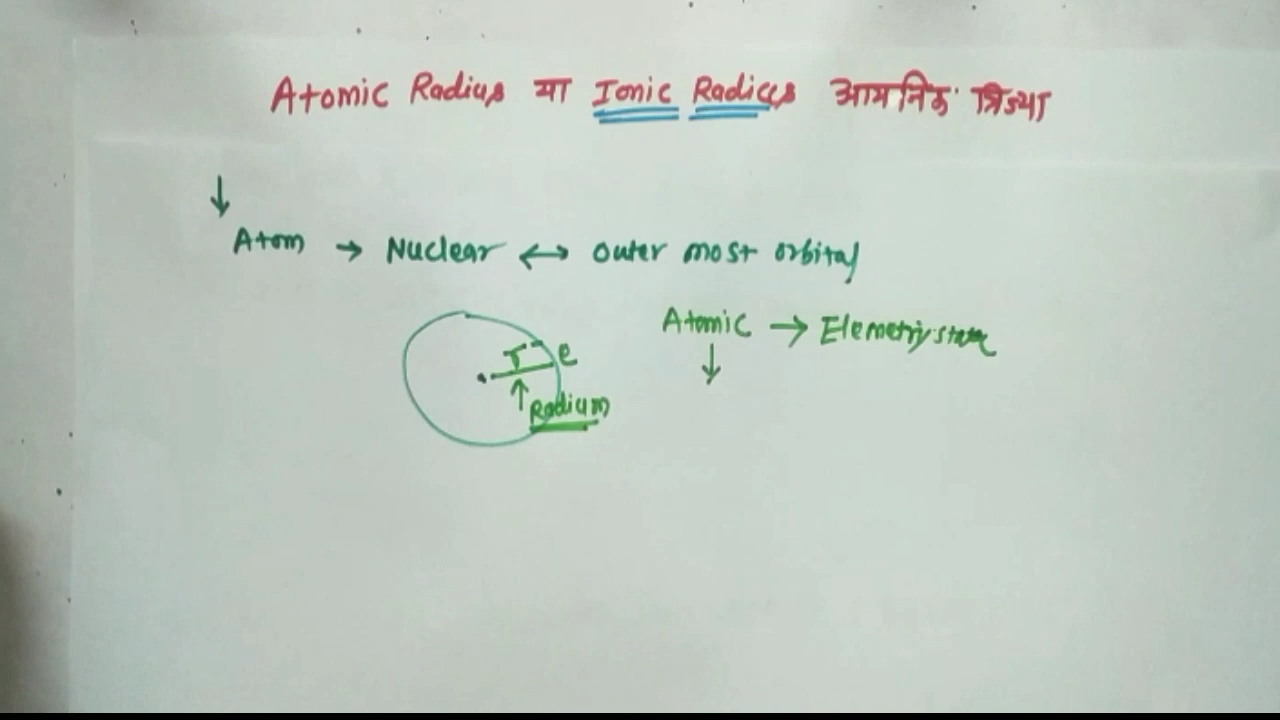 Atomic Radius या Ionic Radius आयनिक त्रिज्या
↓
Atom → Nuclear ↔ outer most orbital
Atomic → Elemetry state
↓
r e
↑
Radium